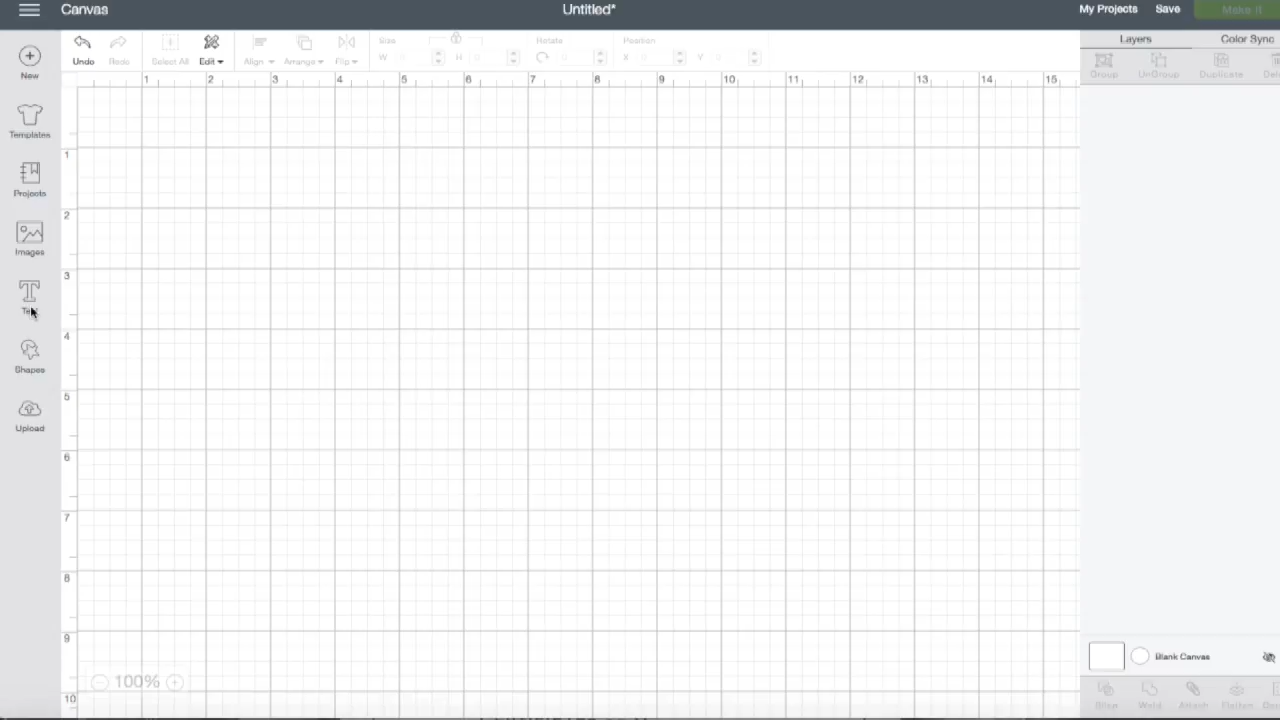 Canvas
Untitled*
My Projects
Save
Make It
New
Templates
Projects
Images
Text
Shapes
Upload
Undo
Redo
Select All
Edit
Align
Arrange
Flip
Size
W
H
Rotate
Position
X
Y
1 2 3 4 5 6 7 8 9 10 11 12 13 14 15
1
2
3
4
5
6
7
8
9
10
100%
Layers
Color Sync
Group
UnGroup
Duplicate
Blank Canvas
Slice
Weld
Attach
Flatten